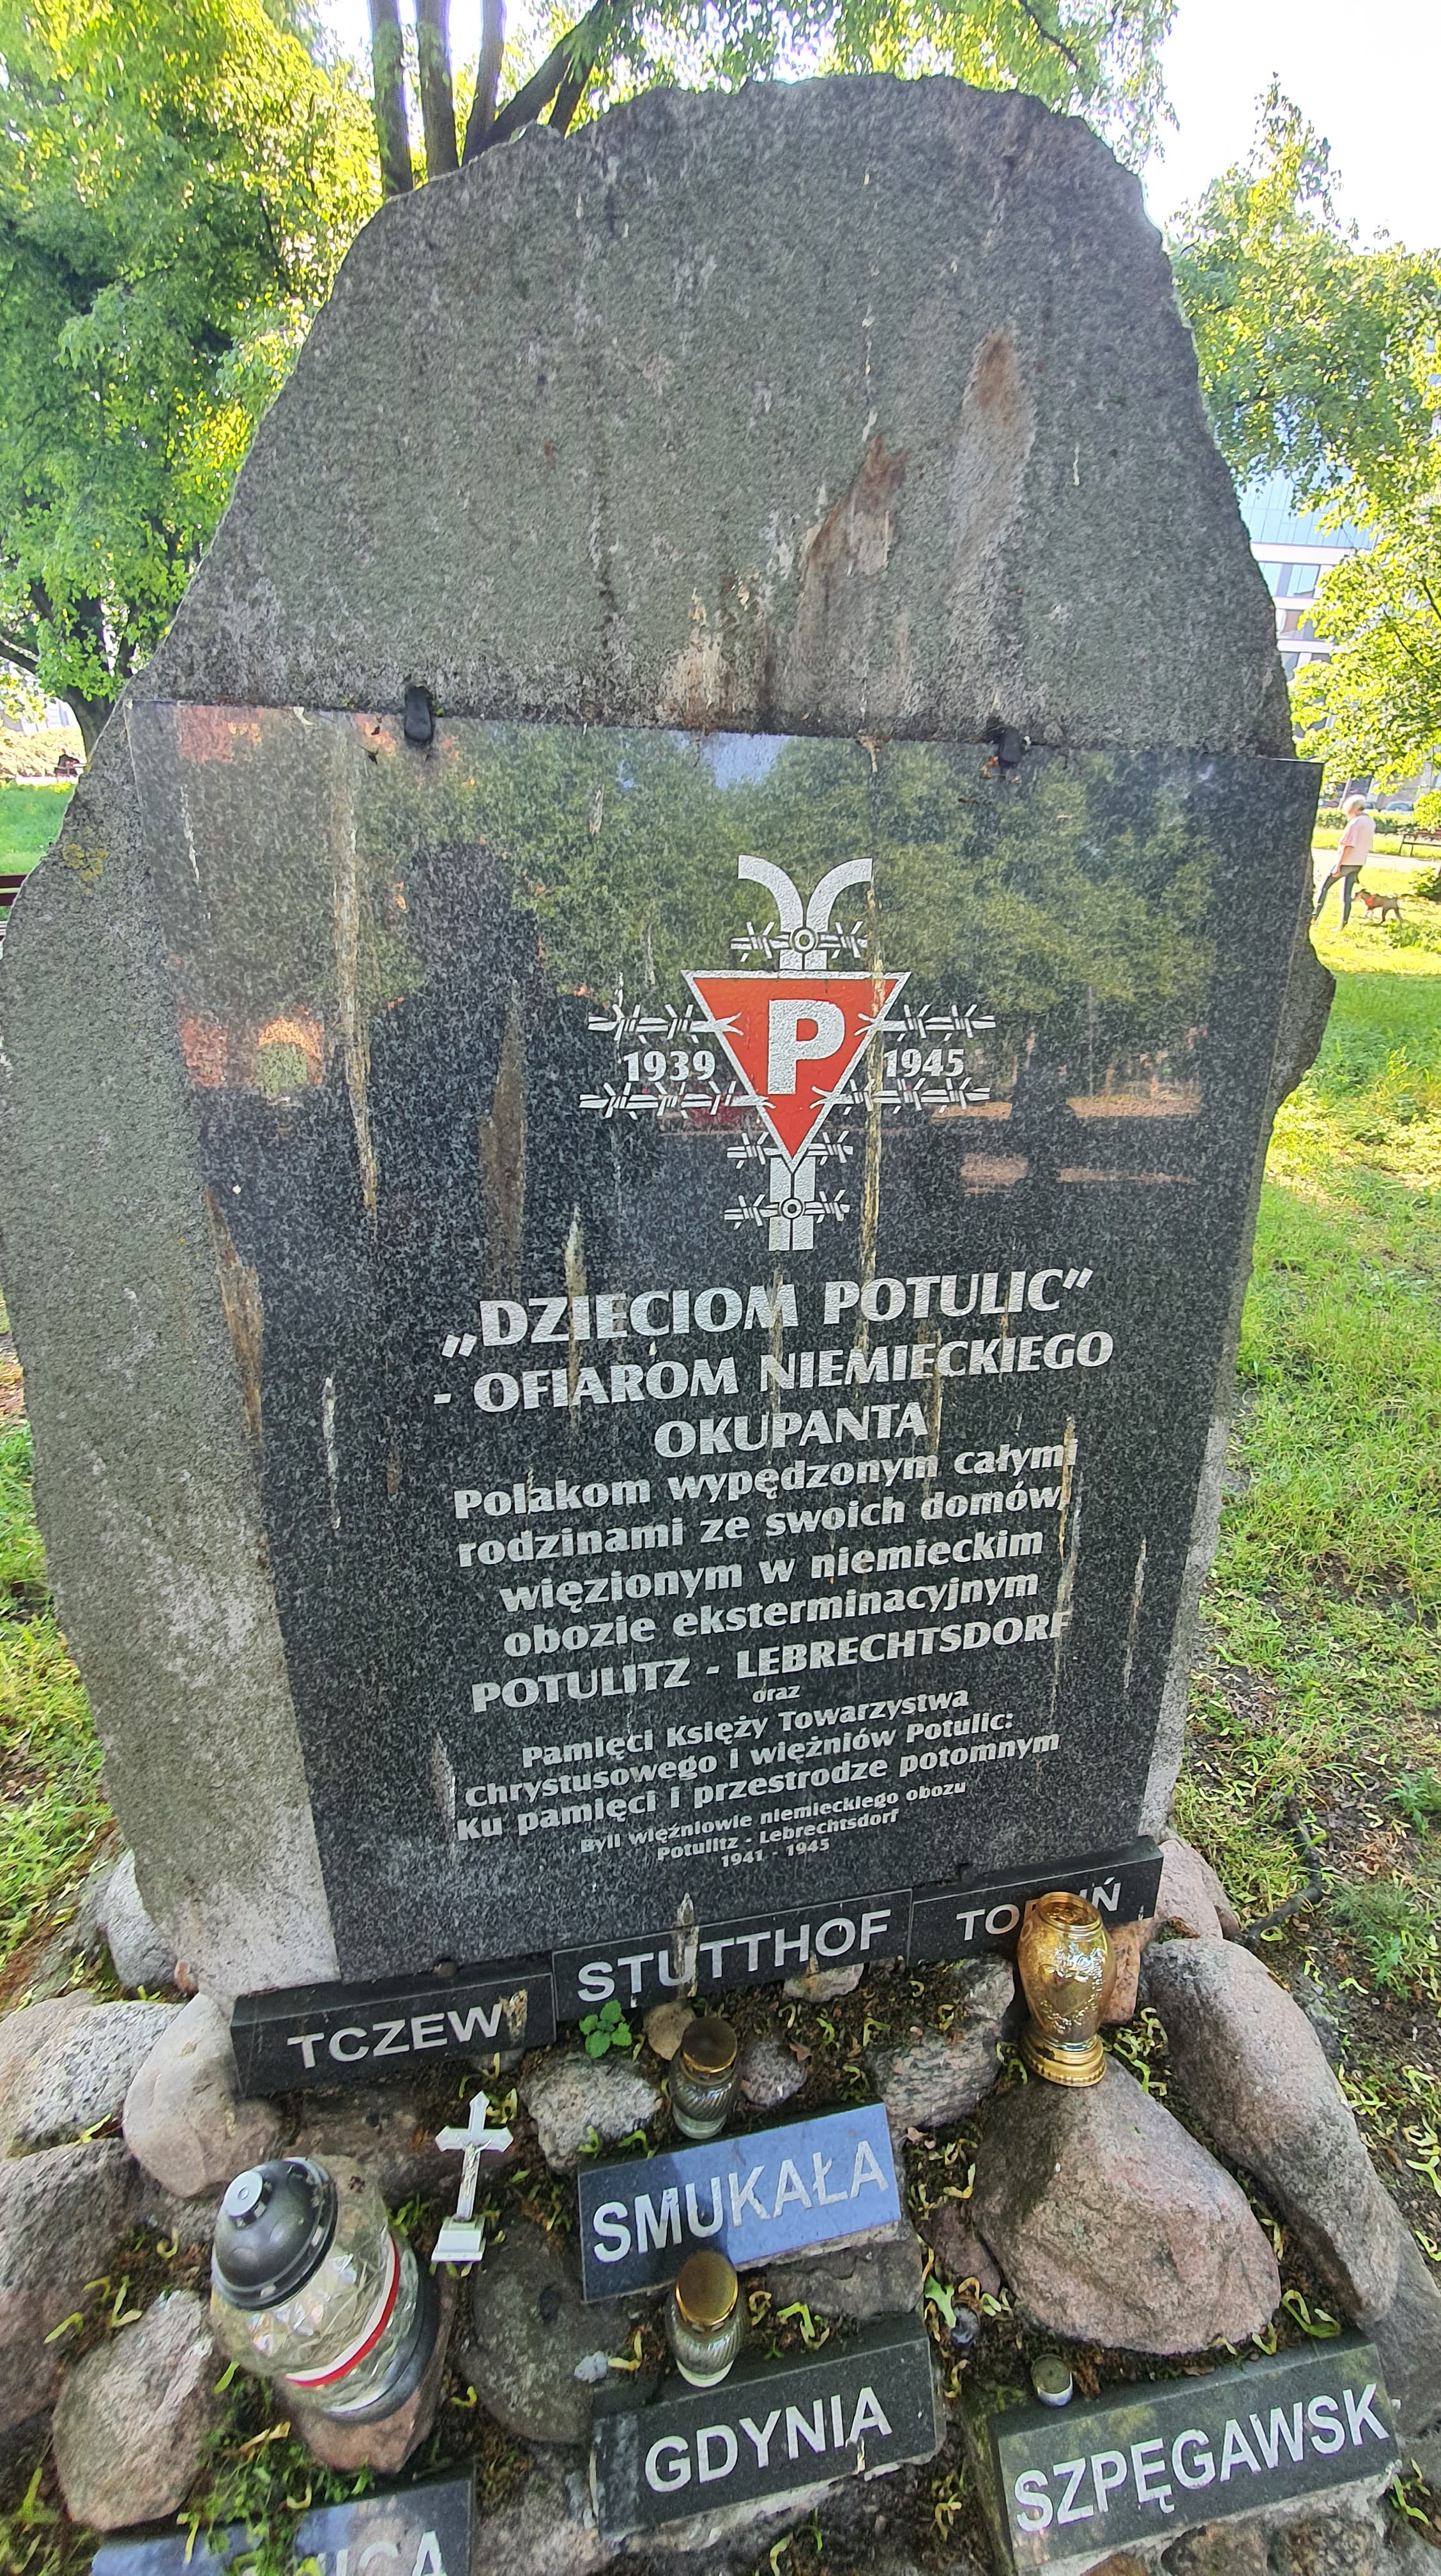 P
1939 1945
„DZIECIOM POTULIC”
- OFIAROM NIEMIECKIEGO
OKUPANTA
Polakom wypędzonym całymi
rodzinami ze swoich domów,
więzionym w niemieckim
obozie eksterminacyjnym
POTULITZ - LEBRECHTSDORF
oraz
Pamięci Księży Towarzystwa
Chrystusowego i więźniów Potulic:
Ku pamięci i przestrodze potomnym
Byli więźniowie niemieckiego obozu
Potulitz - Lebrechtsdorf
1941 - 1945
TCZEW
STUTTHOF
SMUKAŁA
GDYNIA
SZPĘGAWSK